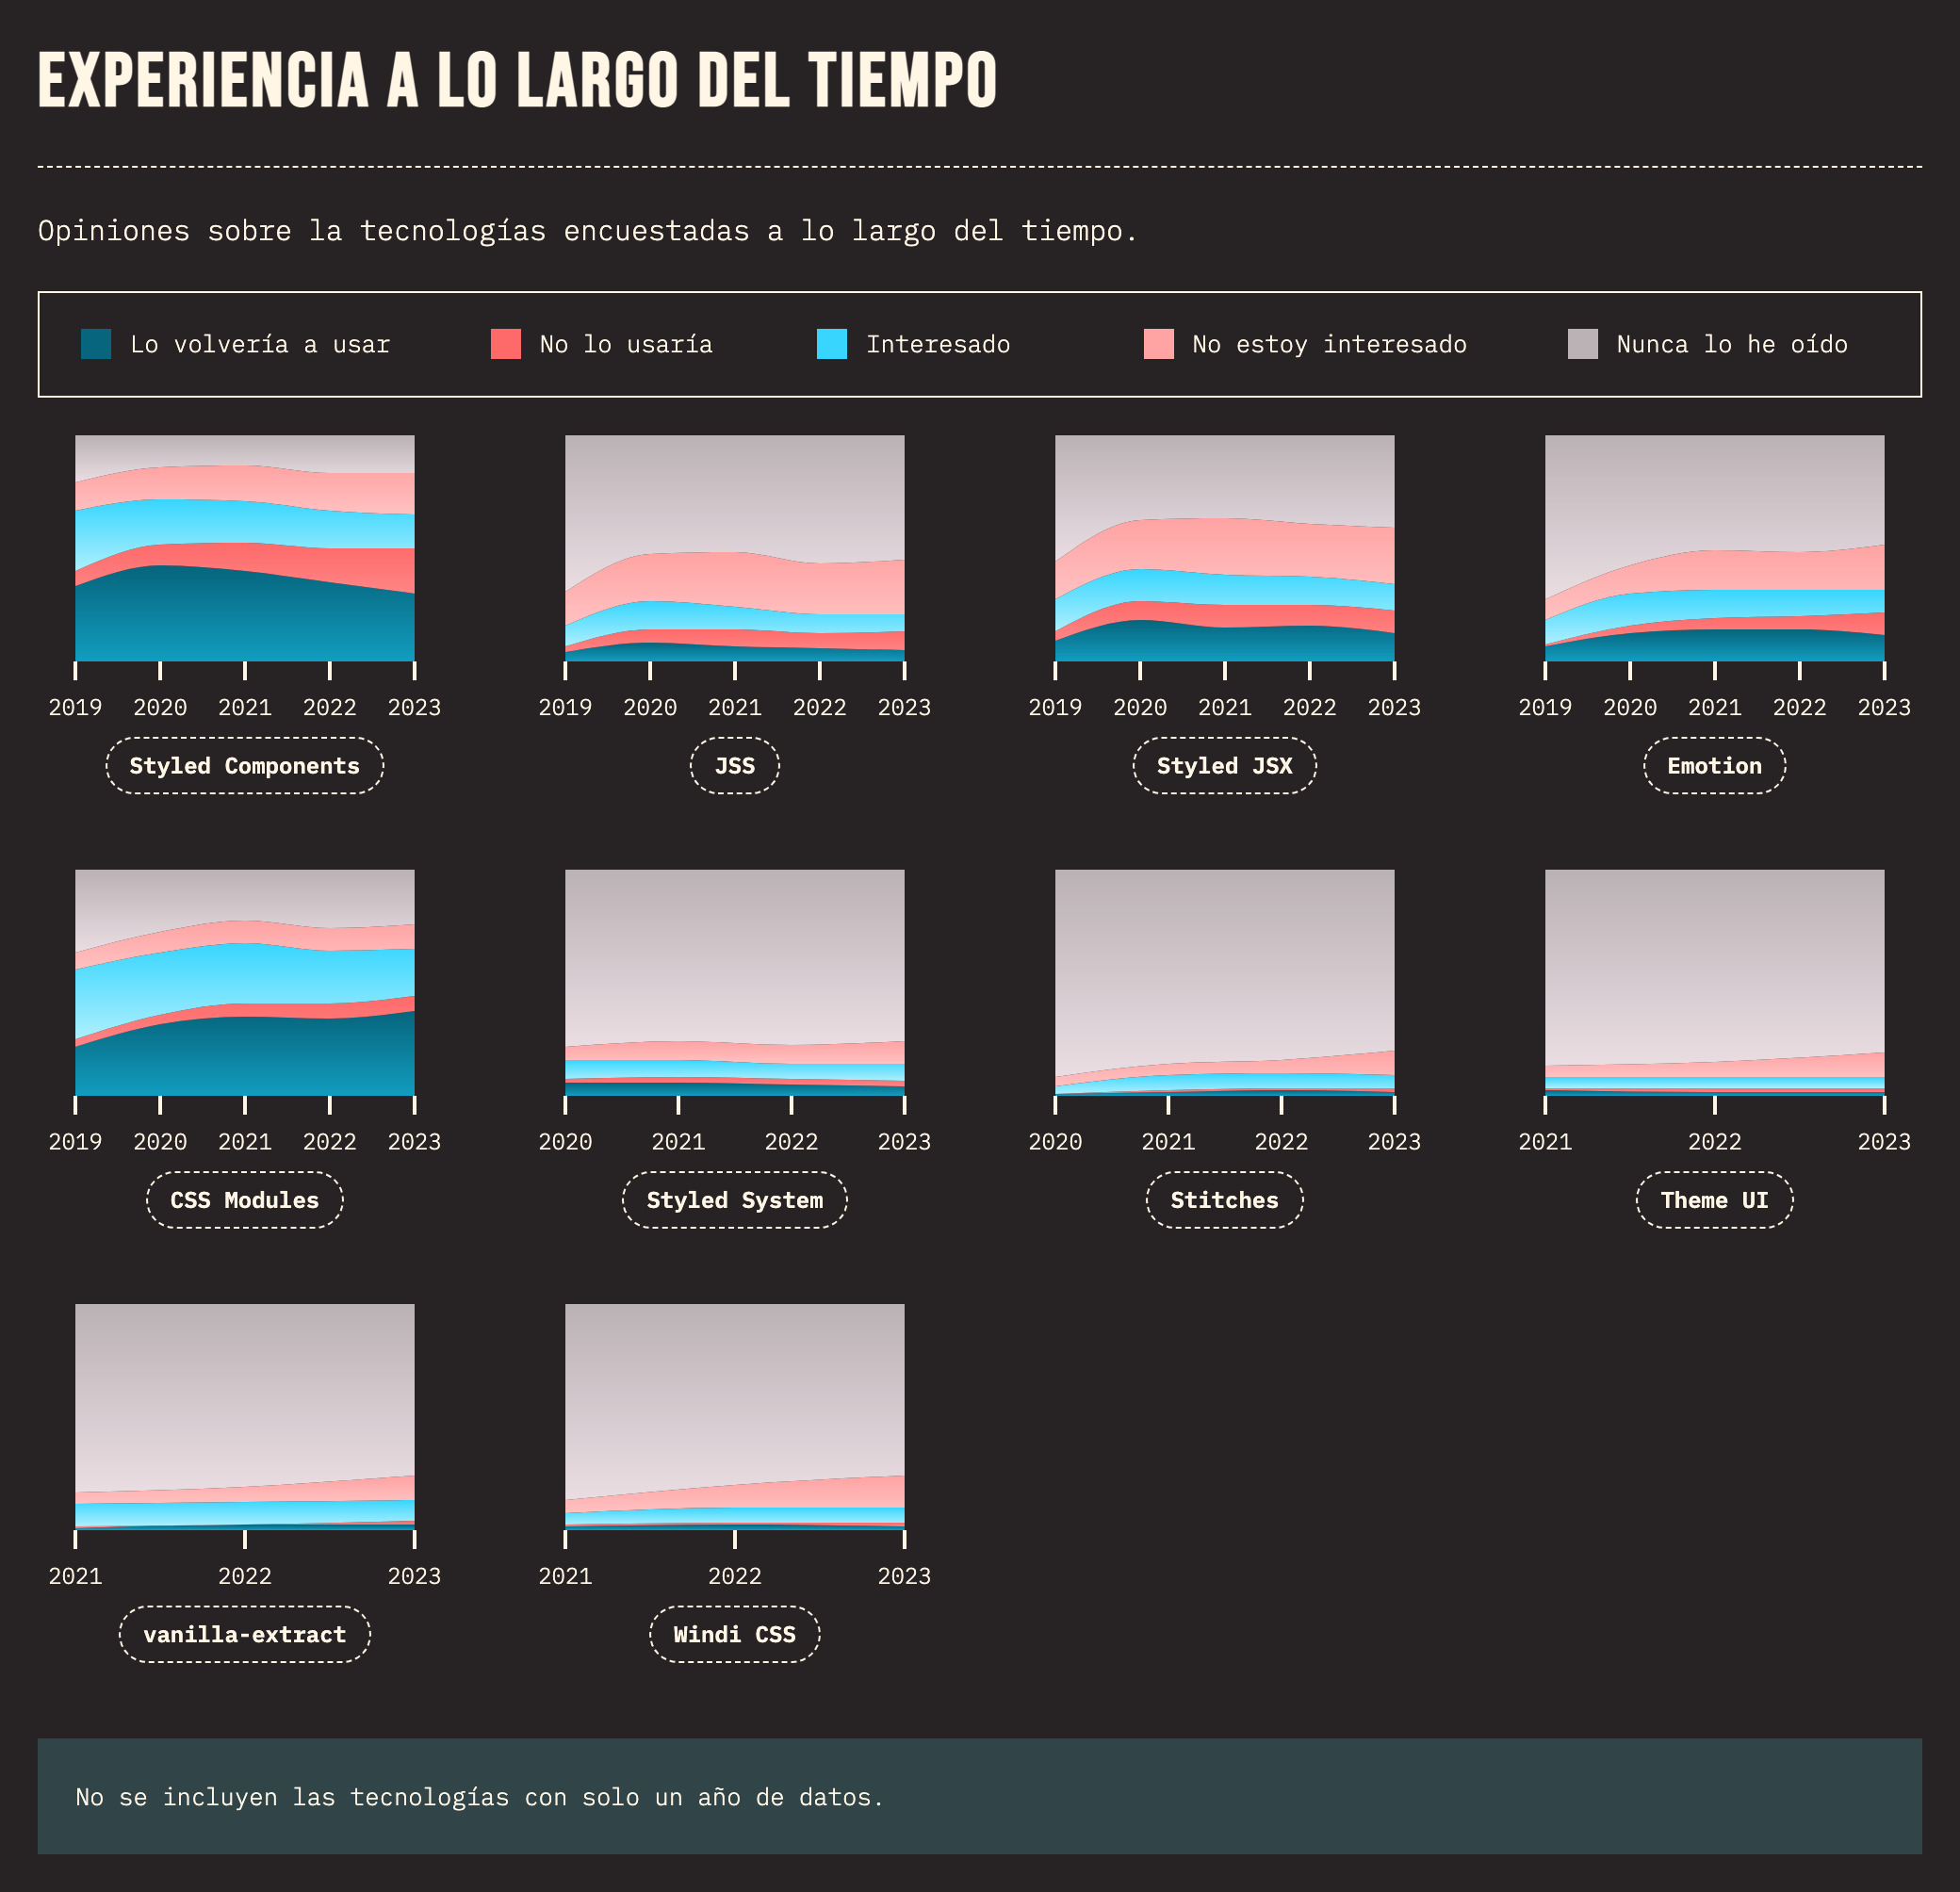 EXPERIENCIA A LO LARGO DEL TIEMPO
Opiniones sobre la tecnologías encuestadas a lo largo del tiempo.
Lo volvería a usar No lo usaría Interesado No estoy interesado Nunca lo he oído
2019 2020 2021 2022 2023 2019 2020 2021 2022 2023 2019 2020 2021 2022 2023 2019 2020 2021 2022 2023
Styled Components JSS Styled JSX Emotion
2019 2020 2021 2022 2023 2020 2021 2022 2023 2020 2021 2022 2023 2021 2022 2023
CSS Modules Styled System Stitches Theme UI
2021 2022 2023 2021 2022 2023
vanilla-extract Windi CSS
No se incluyen las tecnologías con solo un año de datos.